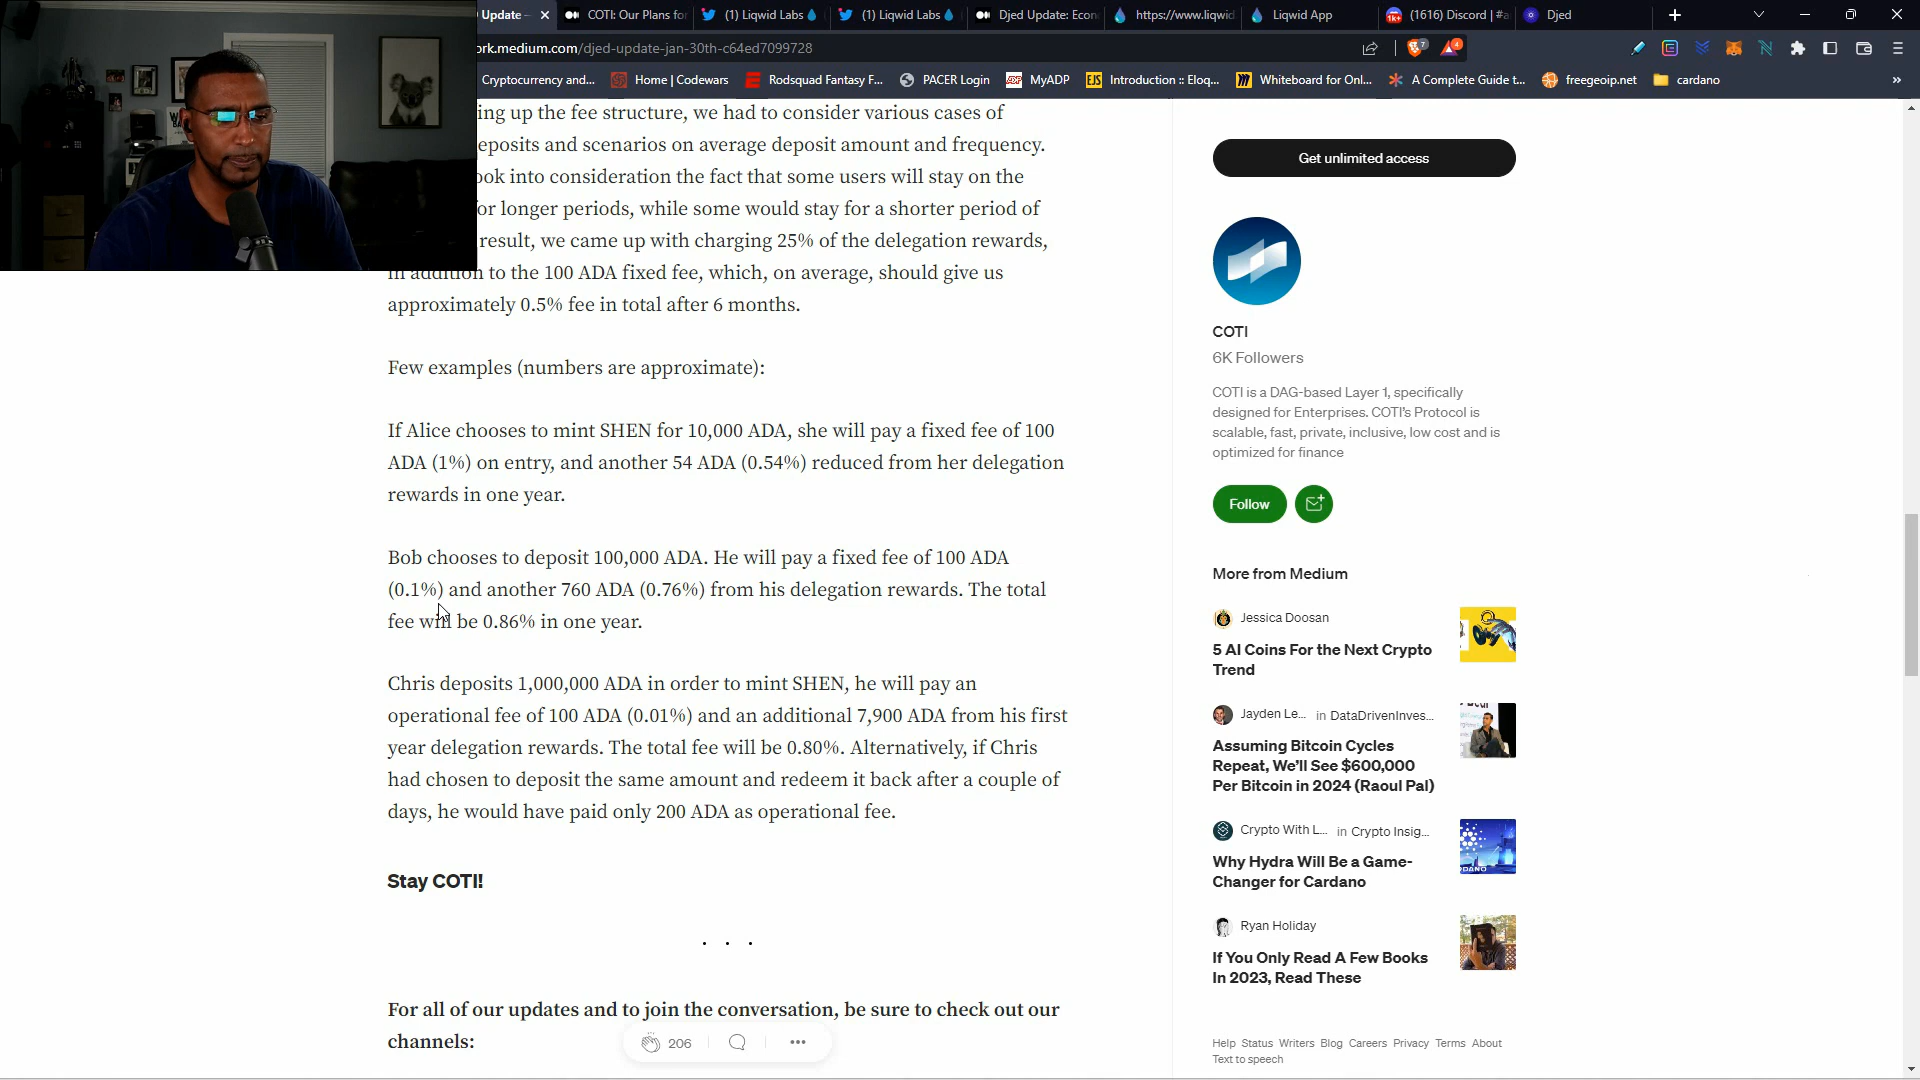 Update –
COTI: Our Plans for
(1) Liqwid Labs
(1) Liqwid Labs
Djed Update: Econ
https://www.liqwid
Liqwid App
(1616) Discord | #a
Djed
ork.medium.com/djed-update-jan-30th-c64ed7099728
Cryptocurrency and...
Home | Codewars
Rodsquad Fantasy F...
PACER Login
MyADP
Introduction :: Eloq...
Whiteboard for Onl...
A Complete Guide t...
freegeoip.net
cardano
ing up the fee structure, we had to consider various cases of
eposits and scenarios on average deposit amount and frequency.
ook into consideration the fact that some users will stay on the
or longer periods, while some would stay for a shorter period of
result, we came up with charging 25% of the delegation rewards,
in addition to the 100 ADA fixed fee, which, on average, should give us
approximately 0.5% fee in total after 6 months.
Few examples (numbers are approximate):
If Alice chooses to mint SHEN for 10,000 ADA, she will pay a fixed fee of 100
ADA (1%) on entry, and another 54 ADA (0.54%) reduced from her delegation
rewards in one year.
Bob chooses to deposit 100,000 ADA. He will pay a fixed fee of 100 ADA
(0.1%) and another 760 ADA (0.76%) from his delegation rewards. The total
fee will be 0.86% in one year.
Chris deposits 1,000,000 ADA in order to mint SHEN, he will pay an
operational fee of 100 ADA (0.01%) and an additional 7,900 ADA from his first
year delegation rewards. The total fee will be 0.80%. Alternatively, if Chris
had chosen to deposit the same amount and redeem it back after a couple of
days, he would have paid only 200 ADA as operational fee.
Stay COTI!
. . .
For all of our updates and to join the conversation, be sure to check out our
channels:
206
Get unlimited access
COTI
6K Followers
COTI is a DAG-based Layer 1, specifically
designed for Enterprises. COTI's Protocol is
scalable, fast, private, inclusive, low cost and is
optimized for finance
Follow
More from Medium
Jessica Doosan
5 AI Coins For the Next Crypto
Trend
Jayden Le... in DataDrivenInves...
Assuming Bitcoin Cycles
Repeat, We'll See $600,000
Per Bitcoin in 2024 (Raoul Pal)
Crypto With L... in Crypto Insig...
Why Hydra Will Be a Game-
Changer for Cardano
Ryan Holiday
If You Only Read A Few Books
In 2023, Read These
Help Status Writers Blog Careers Privacy Terms About
Text to speech